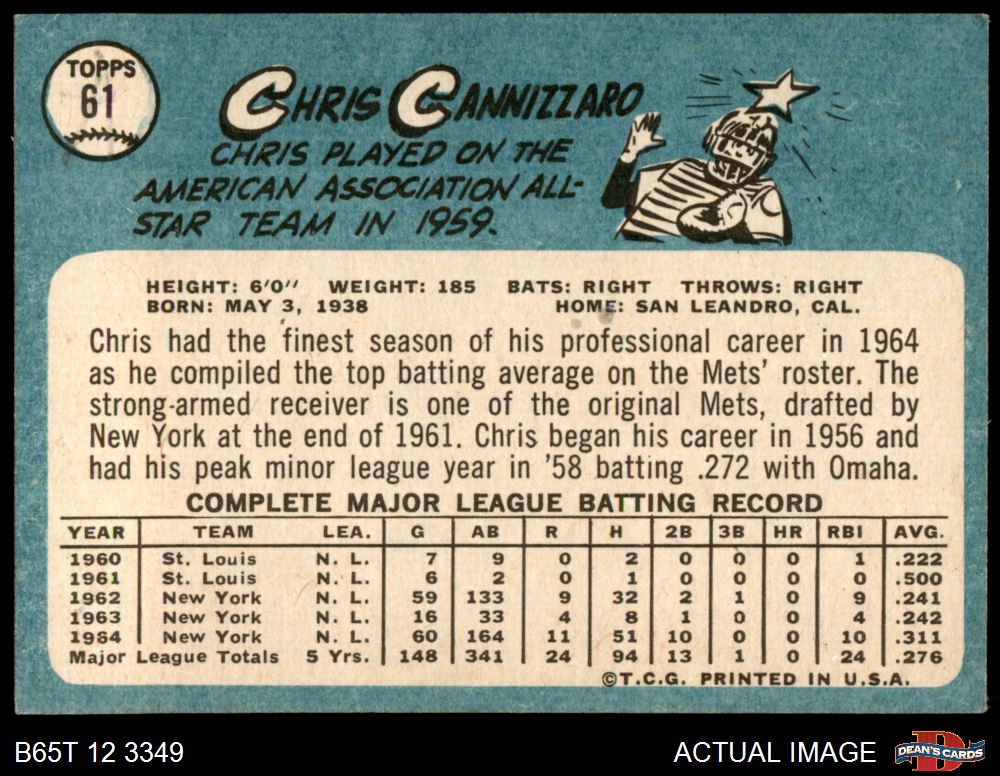 TOPPS
61
CHRIS CANNIZZARO
CHRIS PLAYED ON THE
AMERICAN ASSOCIATION ALL-
STAR TEAM IN 1959.
HEIGHT: 6'0" WEIGHT: 185 BATS: RIGHT THROWS: RIGHT
BORN: MAY 3, 1938 HOME: SAN LEANDRO, CAL.
Chris had the finest season of his professional career in 1964
as he compiled the top batting average on the Mets' roster. The
strong-armed receiver is one of the original Mets, drafted by
New York at the end of 1961. Chris began his career in 1956 and
had his peak minor league year in '58 batting .272 with Omaha.
COMPLETE MAJOR LEAGUE BATTING RECORD
YEAR TEAM LEA. G AB R H 2B 3B HR RBI AVG.
1960 St. Louis N. L. 7 9 0 2 0 0 0 1 .222
1961 St. Louis N. L. 6 2 0 1 0 0 0 0 .500
1962 New York N. L. 59 133 9 32 2 1 0 9 .241
1963 New York N. L. 16 33 4 8 1 0 0 4 .242
1964 New York N. L. 60 164 11 51 10 0 0 10 .311
Major League Totals 5 Yrs. 148 341 24 94 13 1 0 24 .276
©T.C.G. PRINTED IN U.S.A.
B65T 12 3349 ACTUAL IMAGE DEAN'S CARDS